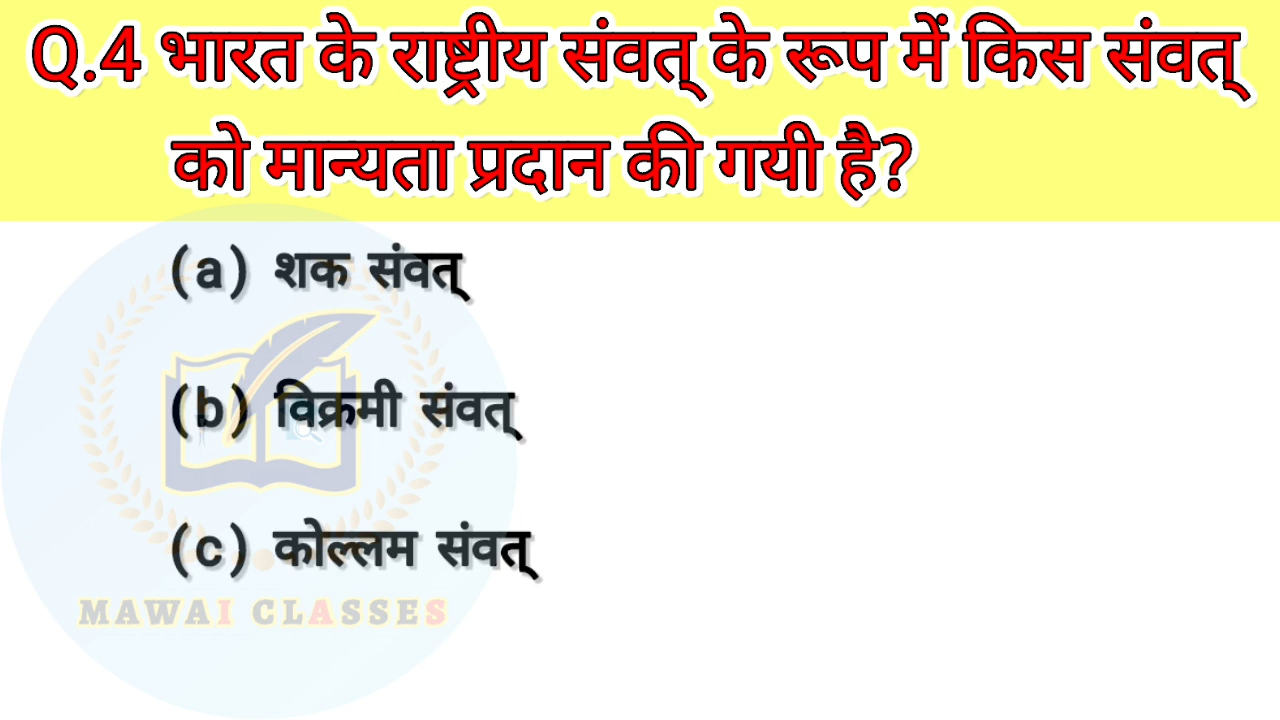 Q.4 भारत के राष्ट्रीय संवत् के रूप में किस संवत्
को मान्यता प्रदान की गयी है?
(a) शक संवत्
(b) विक्रमी संवत्
(c) कोल्लम संवत्
MAWAI CLASSES